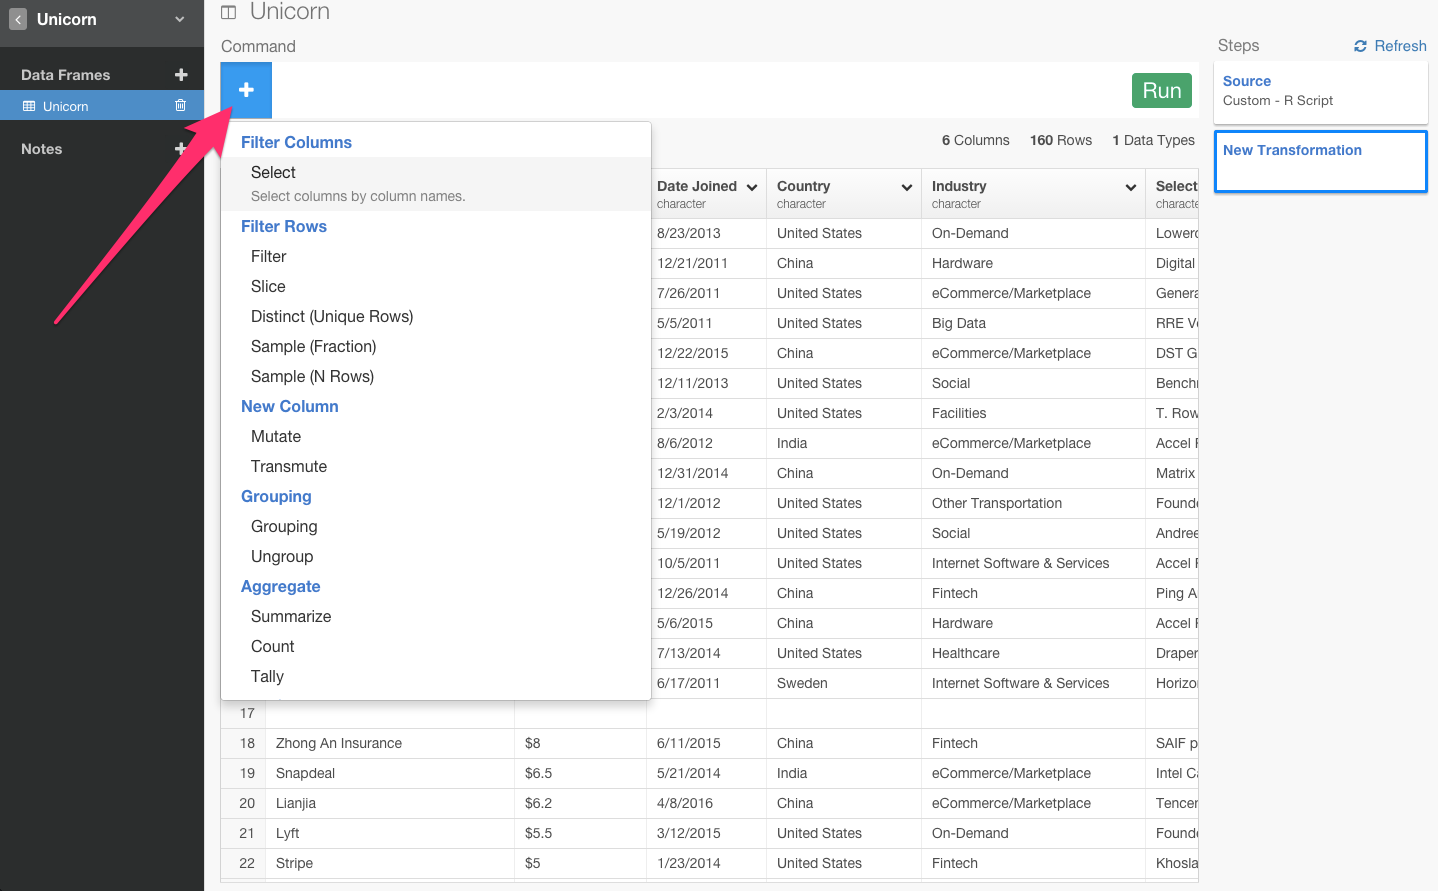 Unicorn
Data Frames
Unicorn
Notes
Unicorn
Command
Run
6 Columns 160 Rows 1 Data Types
Filter Columns
Select
Select columns by column names.
Filter Rows
Filter
Slice
Distinct (Unique Rows)
Sample (Fraction)
Sample (N Rows)
New Column
Mutate
Transmute
Grouping
Grouping
Ungroup
Aggregate
Summarize
Count
Tally
Date Joined Country Industry Select
character character character characte
8/23/2013 United States On-Demand Lowerc
12/21/2011 China Hardware Digital
7/26/2011 United States eCommerce/Marketplace Genera
5/5/2011 United States Big Data RRE Ve
12/22/2015 China eCommerce/Marketplace DST G
12/11/2013 United States Social Benchr
2/3/2014 United States Facilities T. Row
8/6/2012 India eCommerce/Marketplace Accel
12/31/2014 China On-Demand Matrix
12/1/2012 United States Other Transportation Founde
5/19/2012 United States Social Andree
10/5/2011 United States Internet Software & Services Accel
12/26/2014 China Fintech Ping A
5/6/2015 China Hardware Accel
7/13/2014 United States Healthcare Draper
6/17/2011 Sweden Internet Software & Services Horizo
17
18 Zhong An Insurance $8 6/11/2015 China Fintech SAIF p
19 Snapdeal $6.5 5/21/2014 India eCommerce/Marketplace Intel Ca
20 Lianjia $6.2 4/8/2016 China eCommerce/Marketplace Tencer
21 Lyft $5.5 3/12/2015 United States On-Demand Founde
22 Stripe $5 1/23/2014 United States Fintech Khosla
Steps Refresh
Source
Custom - R Script
New Transformation